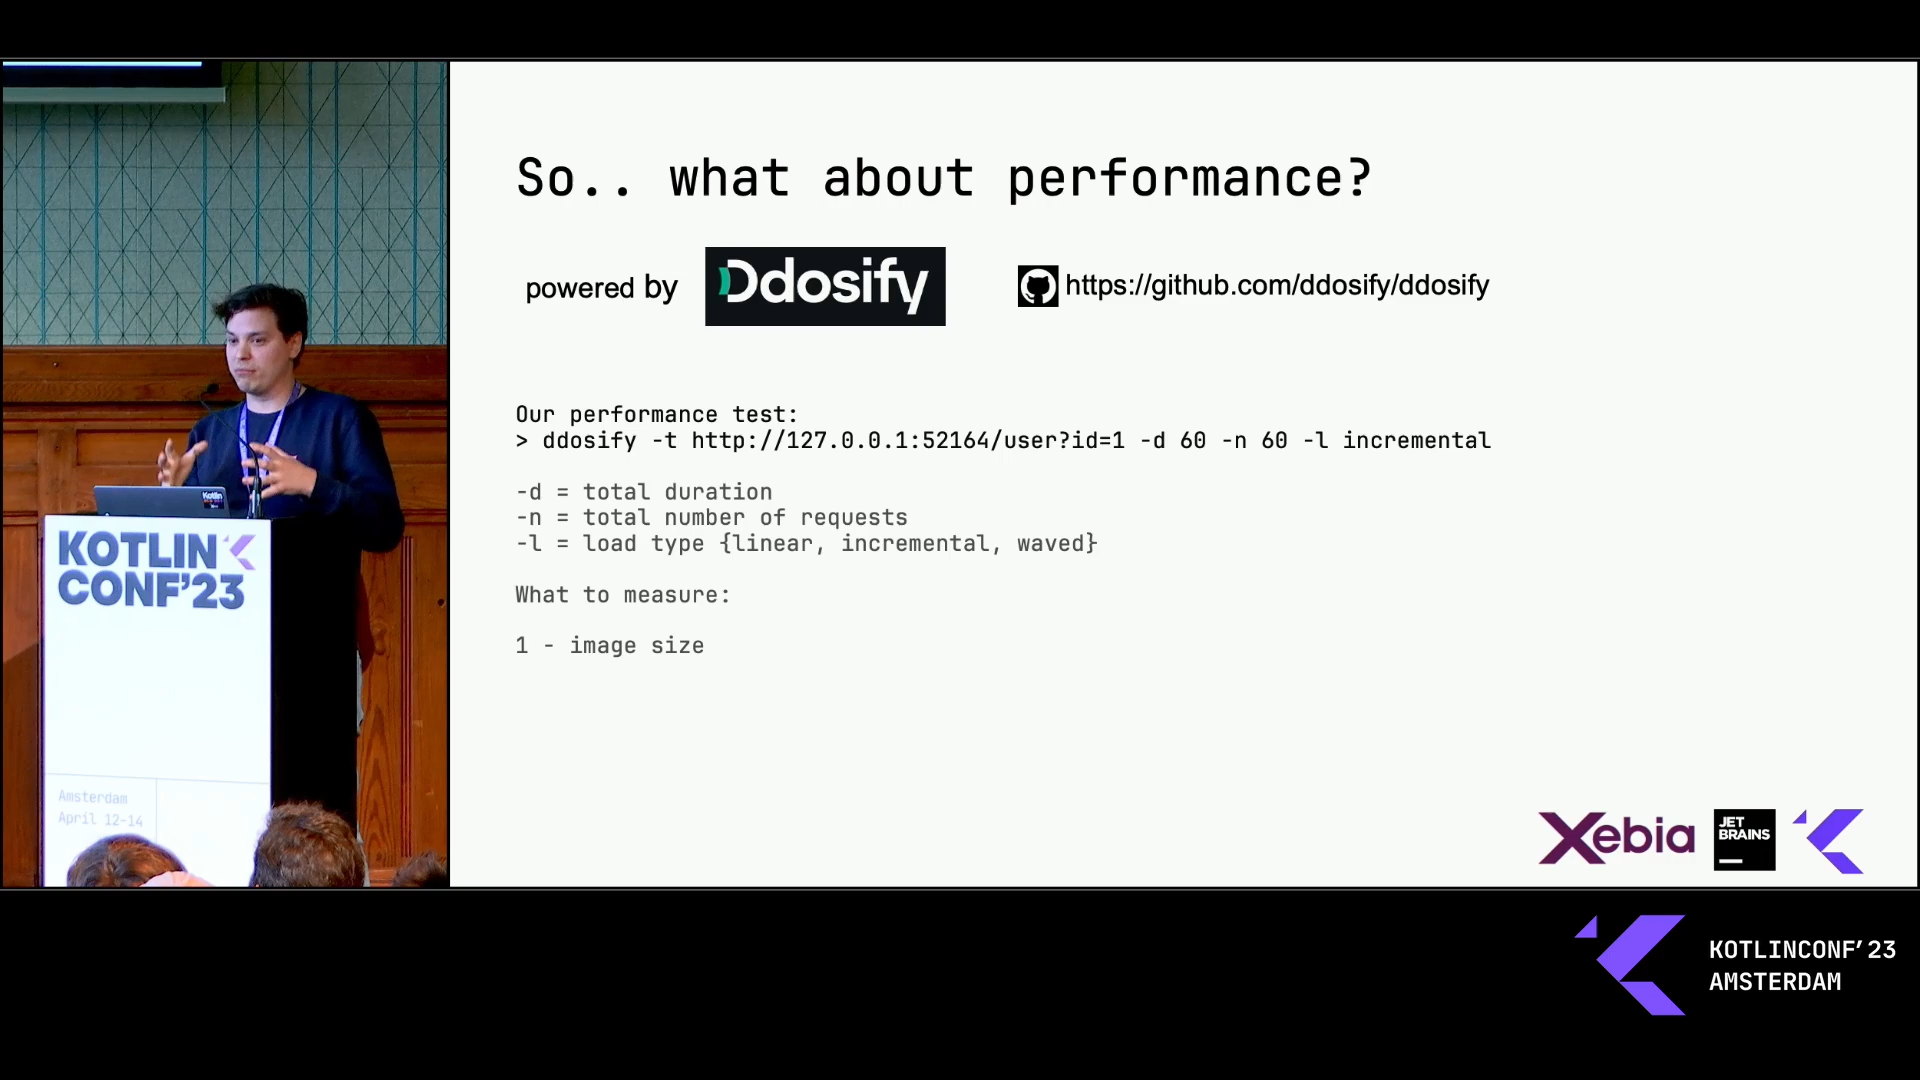 So.. what about performance?
powered by Ddosify https://github.com/ddosify/ddosify
Our performance test:
> ddosify -t http://127.0.0.1:52164/user?id=1 -d 60 -n 60 -l incremental
-d = total duration
-n = total number of requests
-l = load type {linear, incremental, waved}
What to measure:
1 - image size
Xebia
JET
BRAINS
Kotlin
KOTLIN
CONF'23
Amsterdam
April 12-14
KOTLINCONF'23
AMSTERDAM